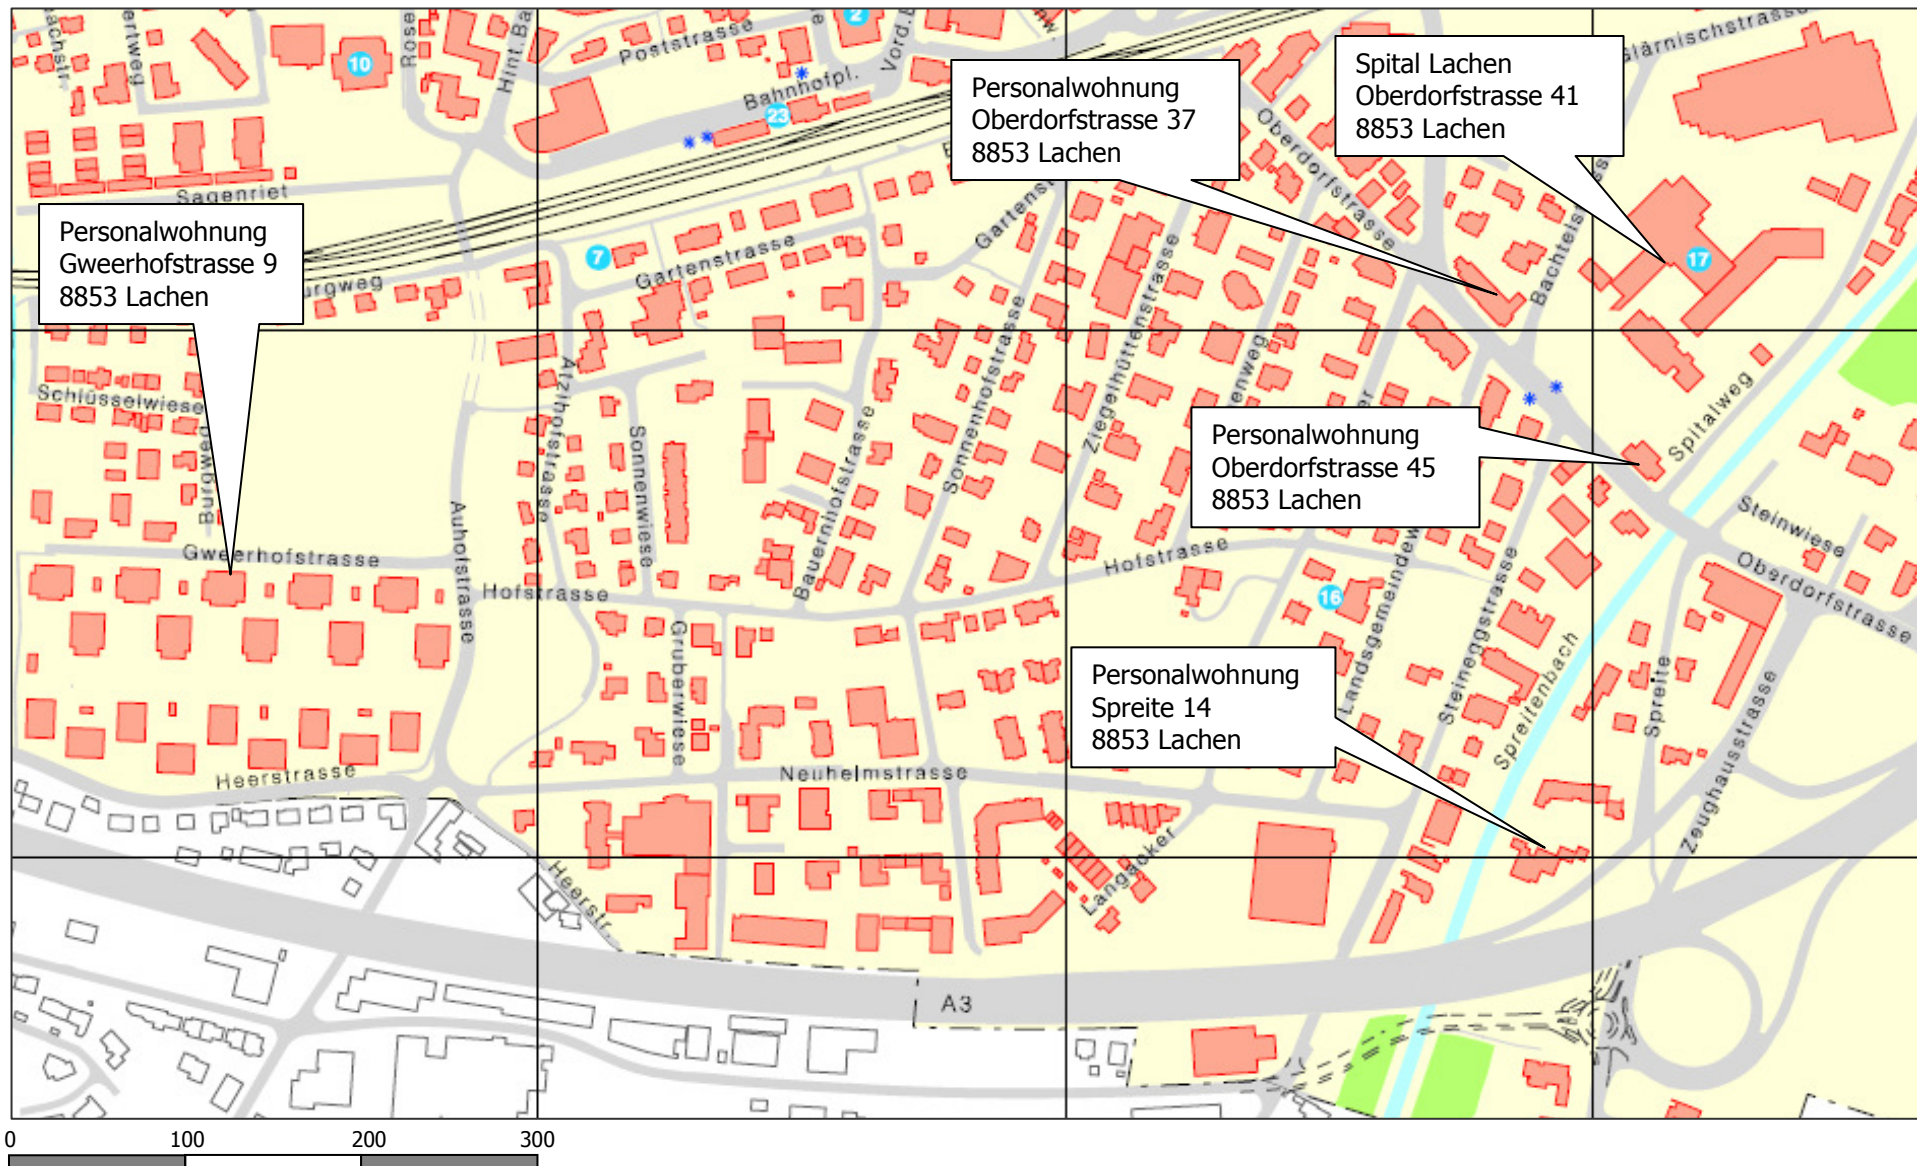 Poststrasse
Bahnhofpl.
Sagenriet
Oberdorfstrasse
Personalwohnung
Oberdorfstrasse 37
8853 Lachen
Spital Lachen
Oberdorfstrasse 41
8853 Lachen
Personalwohnung
Gweerhofstrasse 9
8853 Lachen
10
2
23
7
17
Gartenstrasse
Ziegelhüttenstrasse
Schlüsselwiese
Burgweg
Atzihofstrasse
Sonnenwiese
Bauernhofstrasse
Sonnenhofstrasse
Personalwohnung
Oberdorfstrasse 45
8853 Lachen
Spitalweg
Steinwiese
Oberdorfstrasse
Gweerhofstrasse
Auhofstrasse
Hofstrasse
Hofstrasse
16
Gruberwiese
Personalwohnung
Spreite 14
8853 Lachen
Steineggstrasse
Spreitenbach
Spreite
Zeughausstrasse
Heerstrasse
Neuheimstrasse
Langacker
Heerstr.
A3
0 100 200 300